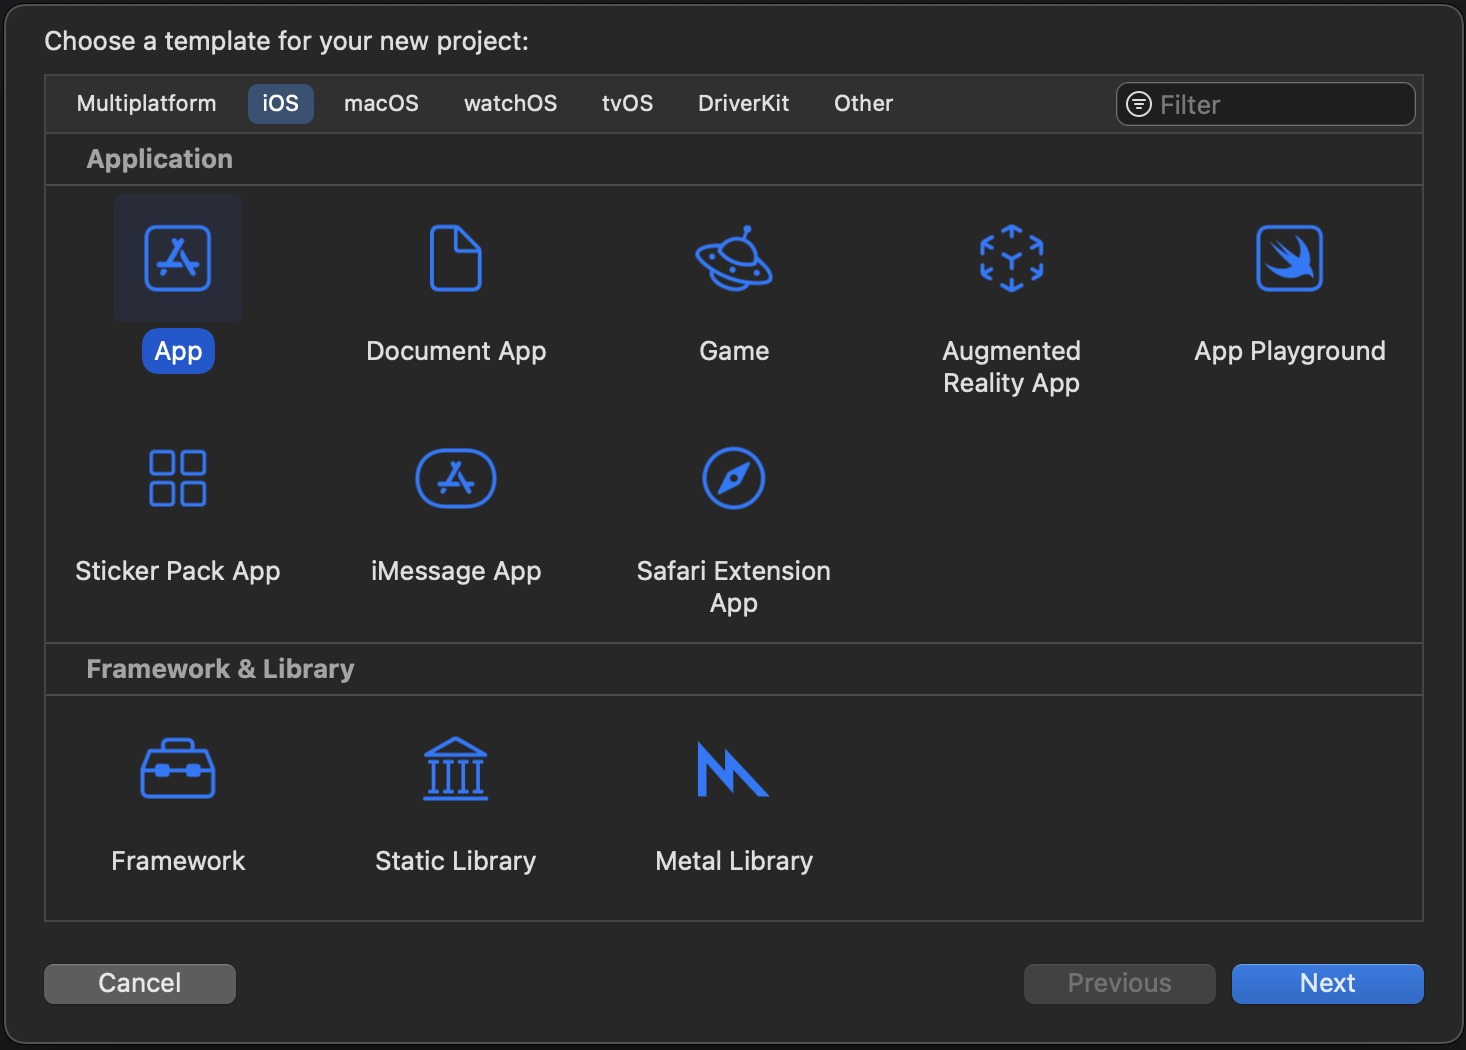 Choose a template for your new project:
Multiplatform iOS macOS watchOS tvOS DriverKit Other Filter
Application
App Document App Game Augmented Reality App App Playground
Sticker Pack App iMessage App Safari Extension App
Framework & Library
Framework Static Library Metal Library
Cancel Previous Next